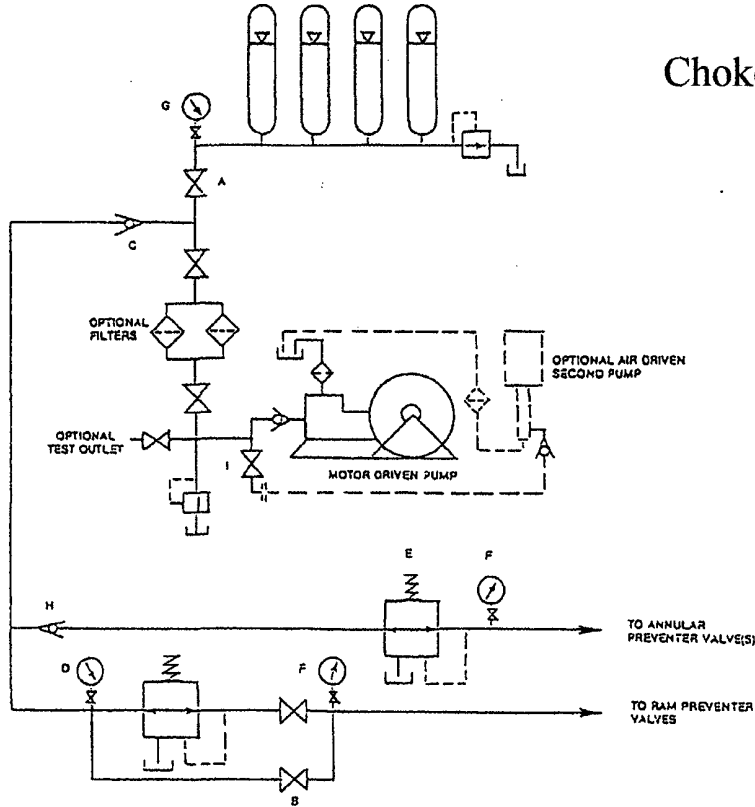 Chok
G
A
C
OPTIONAL
FILTERS
OPTIONAL AIR DRIVEN
SECOND PUMP
OPTIONAL
TEST OUTLET
I
MOTOR DRIVEN PUMP
E
F
H
TO ANNULAR
PREVENTER VALVE(S)
D
F
TO RAM PREVENTER
VALVES
B